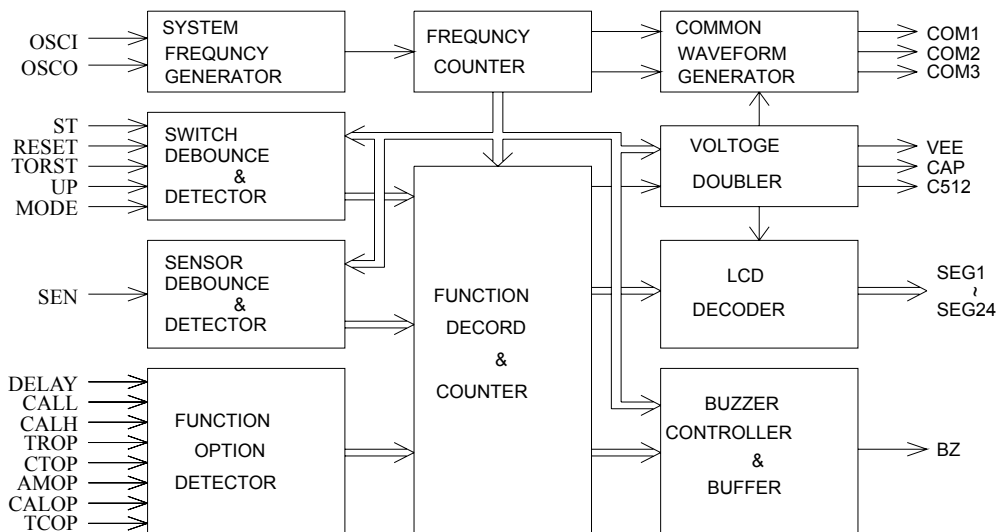 OSCI
OSCO
SYSTEM
FREQUNCY
GENERATOR
FREQUNCY
COUNTER
COMMON
WAVEFORM
GENERATOR
COM1
COM2
COM3
ST
RESET
TORST
UP
MODE
SWITCH
DEBOUNCE
&
DETECTOR
VOLTOGE
DOUBLER
VEE
CAP
C512
SEN
SENSOR
DEBOUNCE
&
DETECTOR
FUNCTION
DECORD
&
COUNTER
LCD
DECODER
SEG1
~
SEG24
DELAY
CALL
CALH
TROP
CTOP
AMOP
CALOP
TCOP
FUNCTION
OPTION
DETECTOR
BUZZER
CONTROLLER
&
BUFFER
BZ